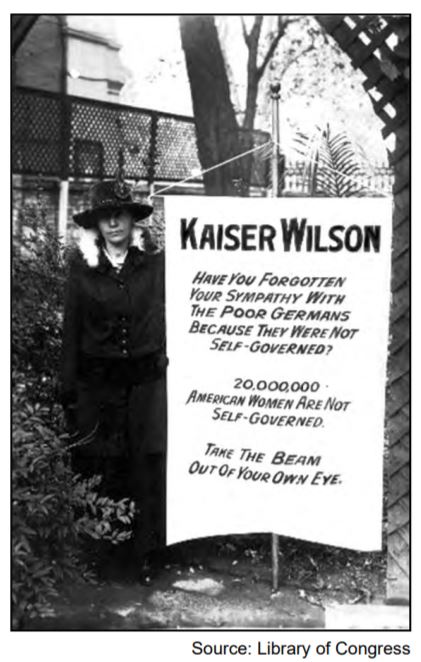 KAISER WILSON
HAVE YOU FORGOTTEN
YOUR SYMPATHY WITH
THE POOR GERMANS
BECAUSE THEY WERE NOT
SELF-GOVERNED?
20,000,000
AMERICAN WOMEN ARE NOT
SELF-GOVERNED.
TAKE THE BEAM
OUT OF YOUR OWN EYE.
Source: Library of Congress